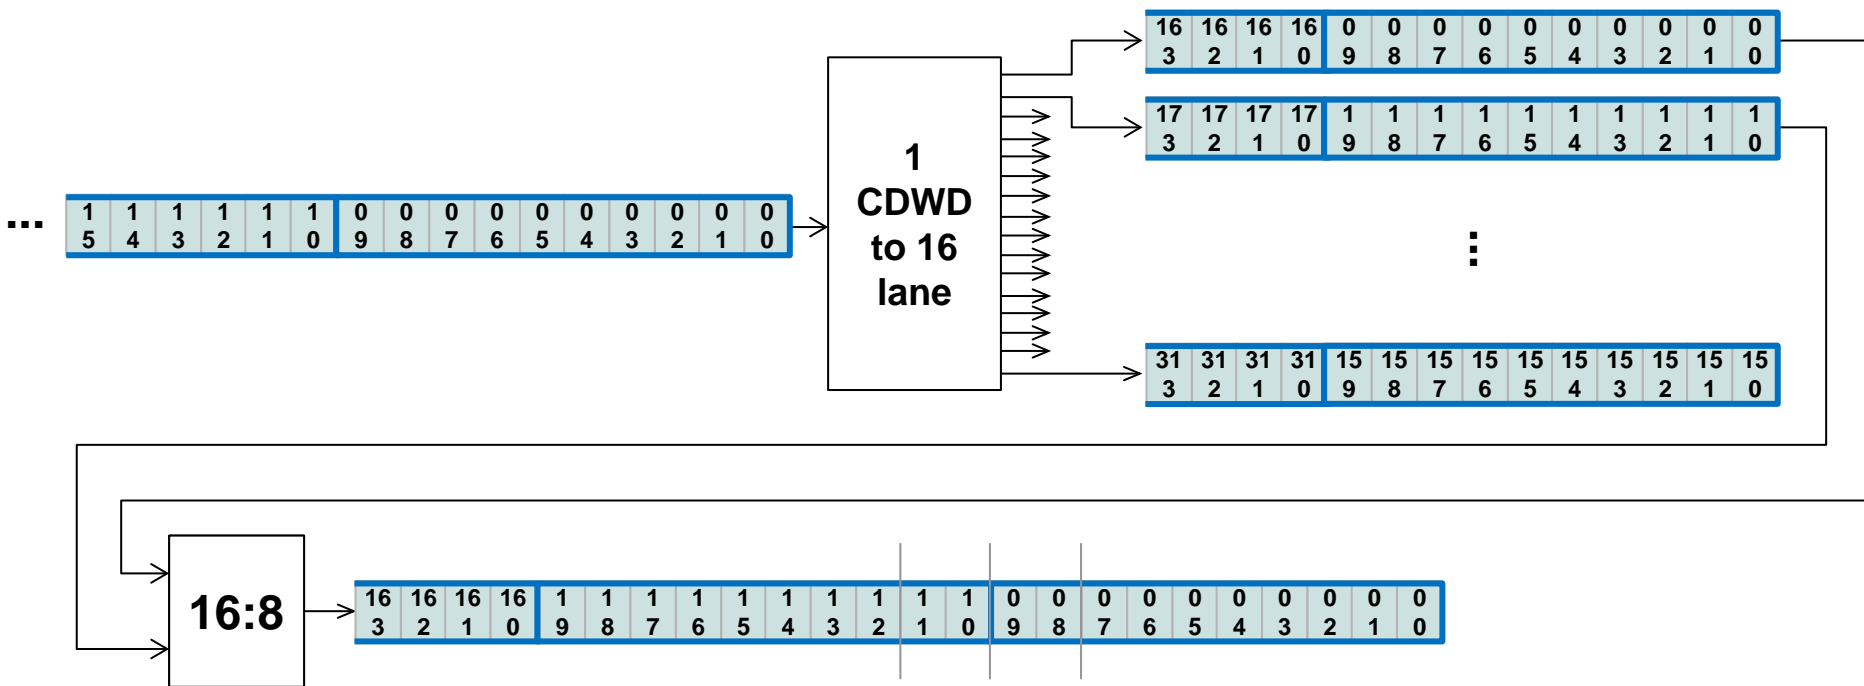 16 16 16 16 0 0 0 0 0 0 0 0 0 0
3 2 1 0 9 8 7 6 5 4 3 2 1 0
17 17 17 17 1 1 1 1 1 1 1 1 1 1
3 2 1 0 9 8 7 6 5 4 3 2 1 0
...
1 1 1 1 1 1 0 0 0 0 0 0 0 0 0 0
5 4 3 2 1 0 9 8 7 6 5 4 3 2 1 0
1
CDWD
to 16
lane
⋮
31 31 31 31 15 15 15 15 15 15 15 15 15 15
3 2 1 0 9 8 7 6 5 4 3 2 1 0
16:8
16 16 16 16 1 1 1 1 1 1 1 1 1 1 0 0 0 0 0 0 0 0 0 0
3 2 1 0 9 8 7 6 5 4 3 2 1 0 9 8 7 6 5 4 3 2 1 0